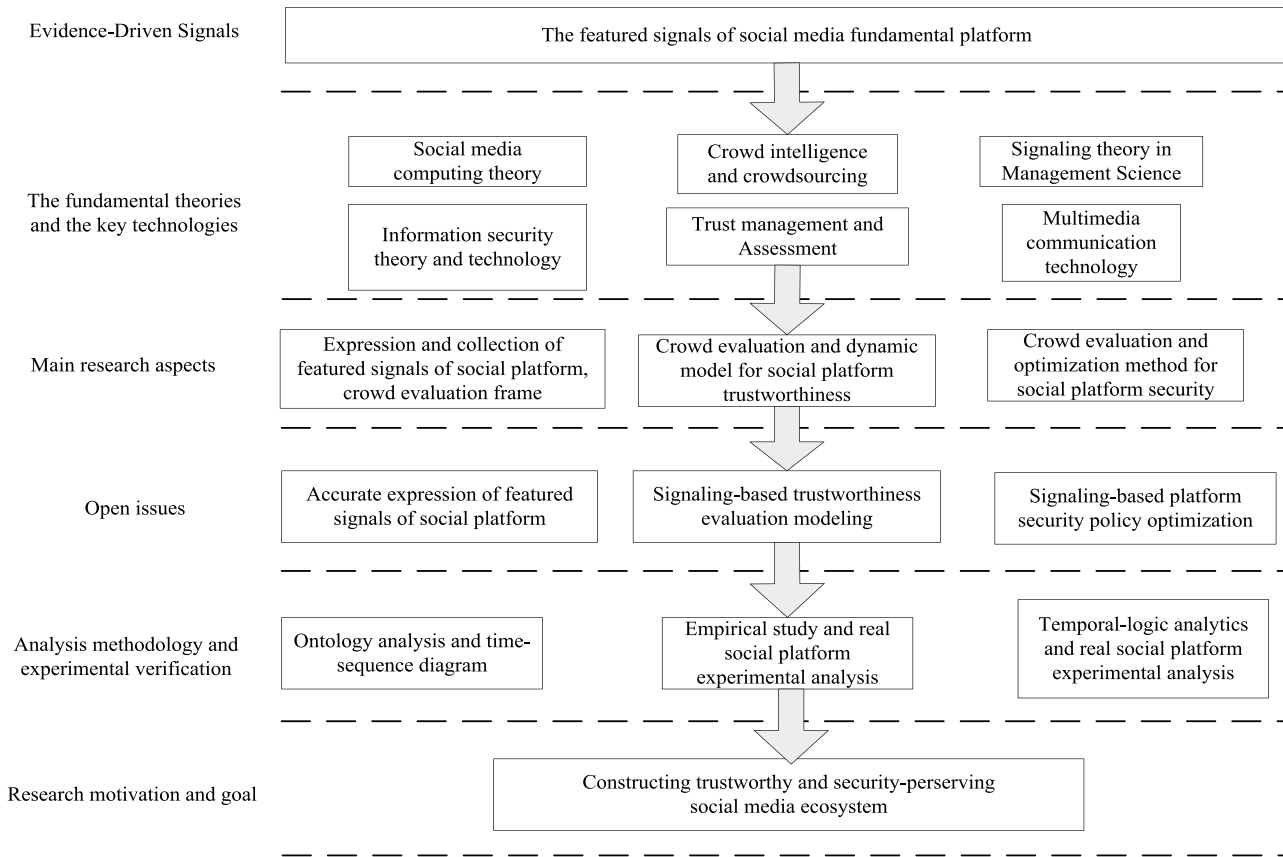 Evidence-Driven Signals
The featured signals of social media fundamental platform
The fundamental theories
and the key technologies
Social media
computing theory
Crowd intelligence
and crowdsourcing
Signaling theory in
Management Science
Information security
theory and technology
Trust management and
Assessment
Multimedia
communication
technology
Main research aspects
Expression and collection of
featured signals of social platform,
crowd evaluation frame
Crowd evaluation and dynamic
model for social platform
trustworthiness
Crowd evaluation and
optimization method for
social platform security
Open issues
Accurate expression of featured
signals of social platform
Signaling-based trustworthiness
evaluation modeling
Signaling-based platform
security policy optimization
Analysis methodology and
experimental verification
Ontology analysis and time-
sequence diagram
Empirical study and real
social platform
experimental analysis
Temporal-logic analytics
and real social platform
experimental analysis
Research motivation and goal
Constructing trustworthy and security-perserving
social media ecosystem